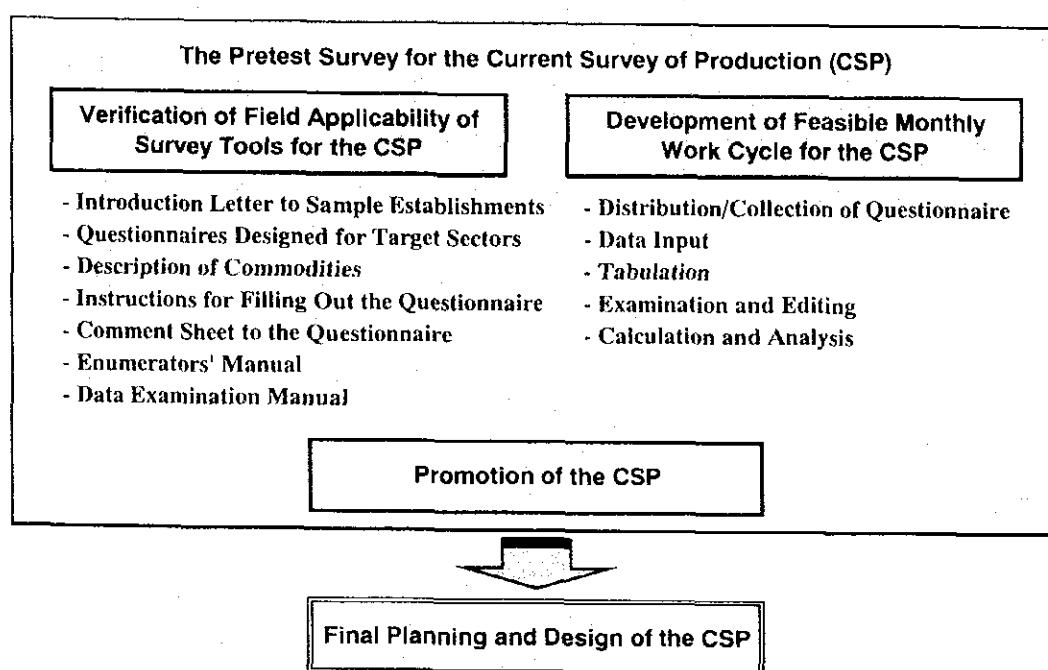 The Pretest Survey for the Current Survey of Production (CSP)
Verification of Field Applicability of
Survey Tools for the CSP
- Introduction Letter to Sample Establishments
- Questionnaires Designed for Target Sectors
- Description of Commodities
- Instructions for Filling Out the Questionnaire
- Comment Sheet to the Questionnaire
- Enumerators' Manual
- Data Examination Manual
Development of Feasible Monthly
Work Cycle for the CSP
- Distribution/Collection of Questionnaire
- Data Input
- Tabulation
- Examination and Editing
- Calculation and Analysis
Promotion of the CSP
Final Planning and Design of the CSP